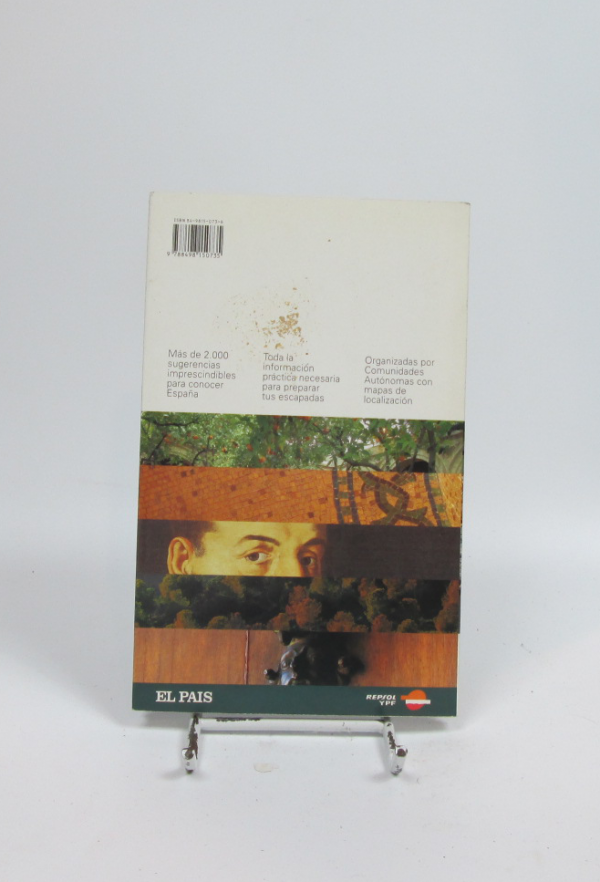 Más de 2.000
sugerencias
imprescindibles
para conocer
España
Toda la
información
práctica necesaria
para preparar
tus escapadas
Organizadas por
Comunidades
Autónomas con
mapas de
localización
EL PAIS
REPSOL
YPF